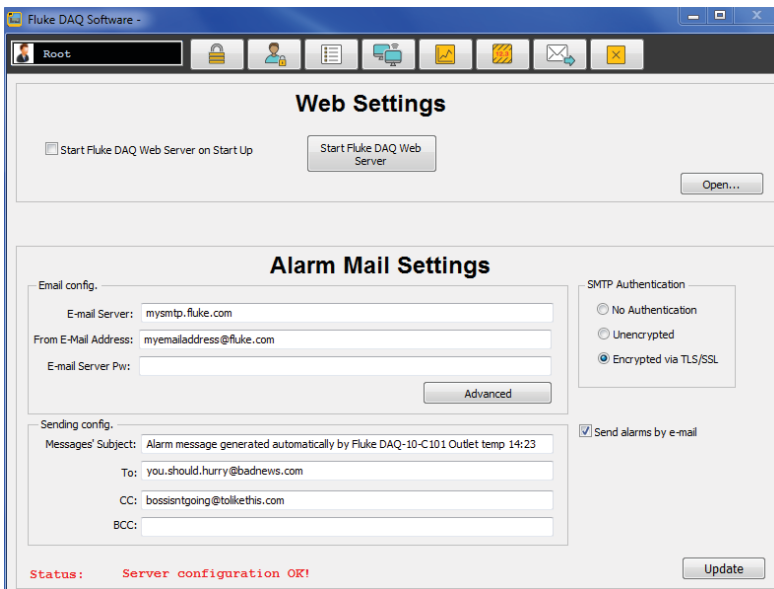 Fluke DAQ Software -
Root
Web Settings
Start Fluke DAQ Web Server on Start Up
Start Fluke DAQ Web
Server
Open...
Alarm Mail Settings
Email config.
E-mail Server: mysmtp.fluke.com
From E-Mail Address: myemailaddress@fluke.com
E-mail Server Pw:
Advanced
SMTP Authentication
No Authentication
Unencrypted
Encrypted via TLS/SSL
Sending config.
Messages' Subject: Alarm message generated automatically by Fluke DAQ-10-C101 Outlet temp 14:23
To: you.should.hurry@badnews.com
CC: bossisntgoing@tolikethis.com
BCC:
Send alarms by e-mail
Status: Server configuration OK!
Update